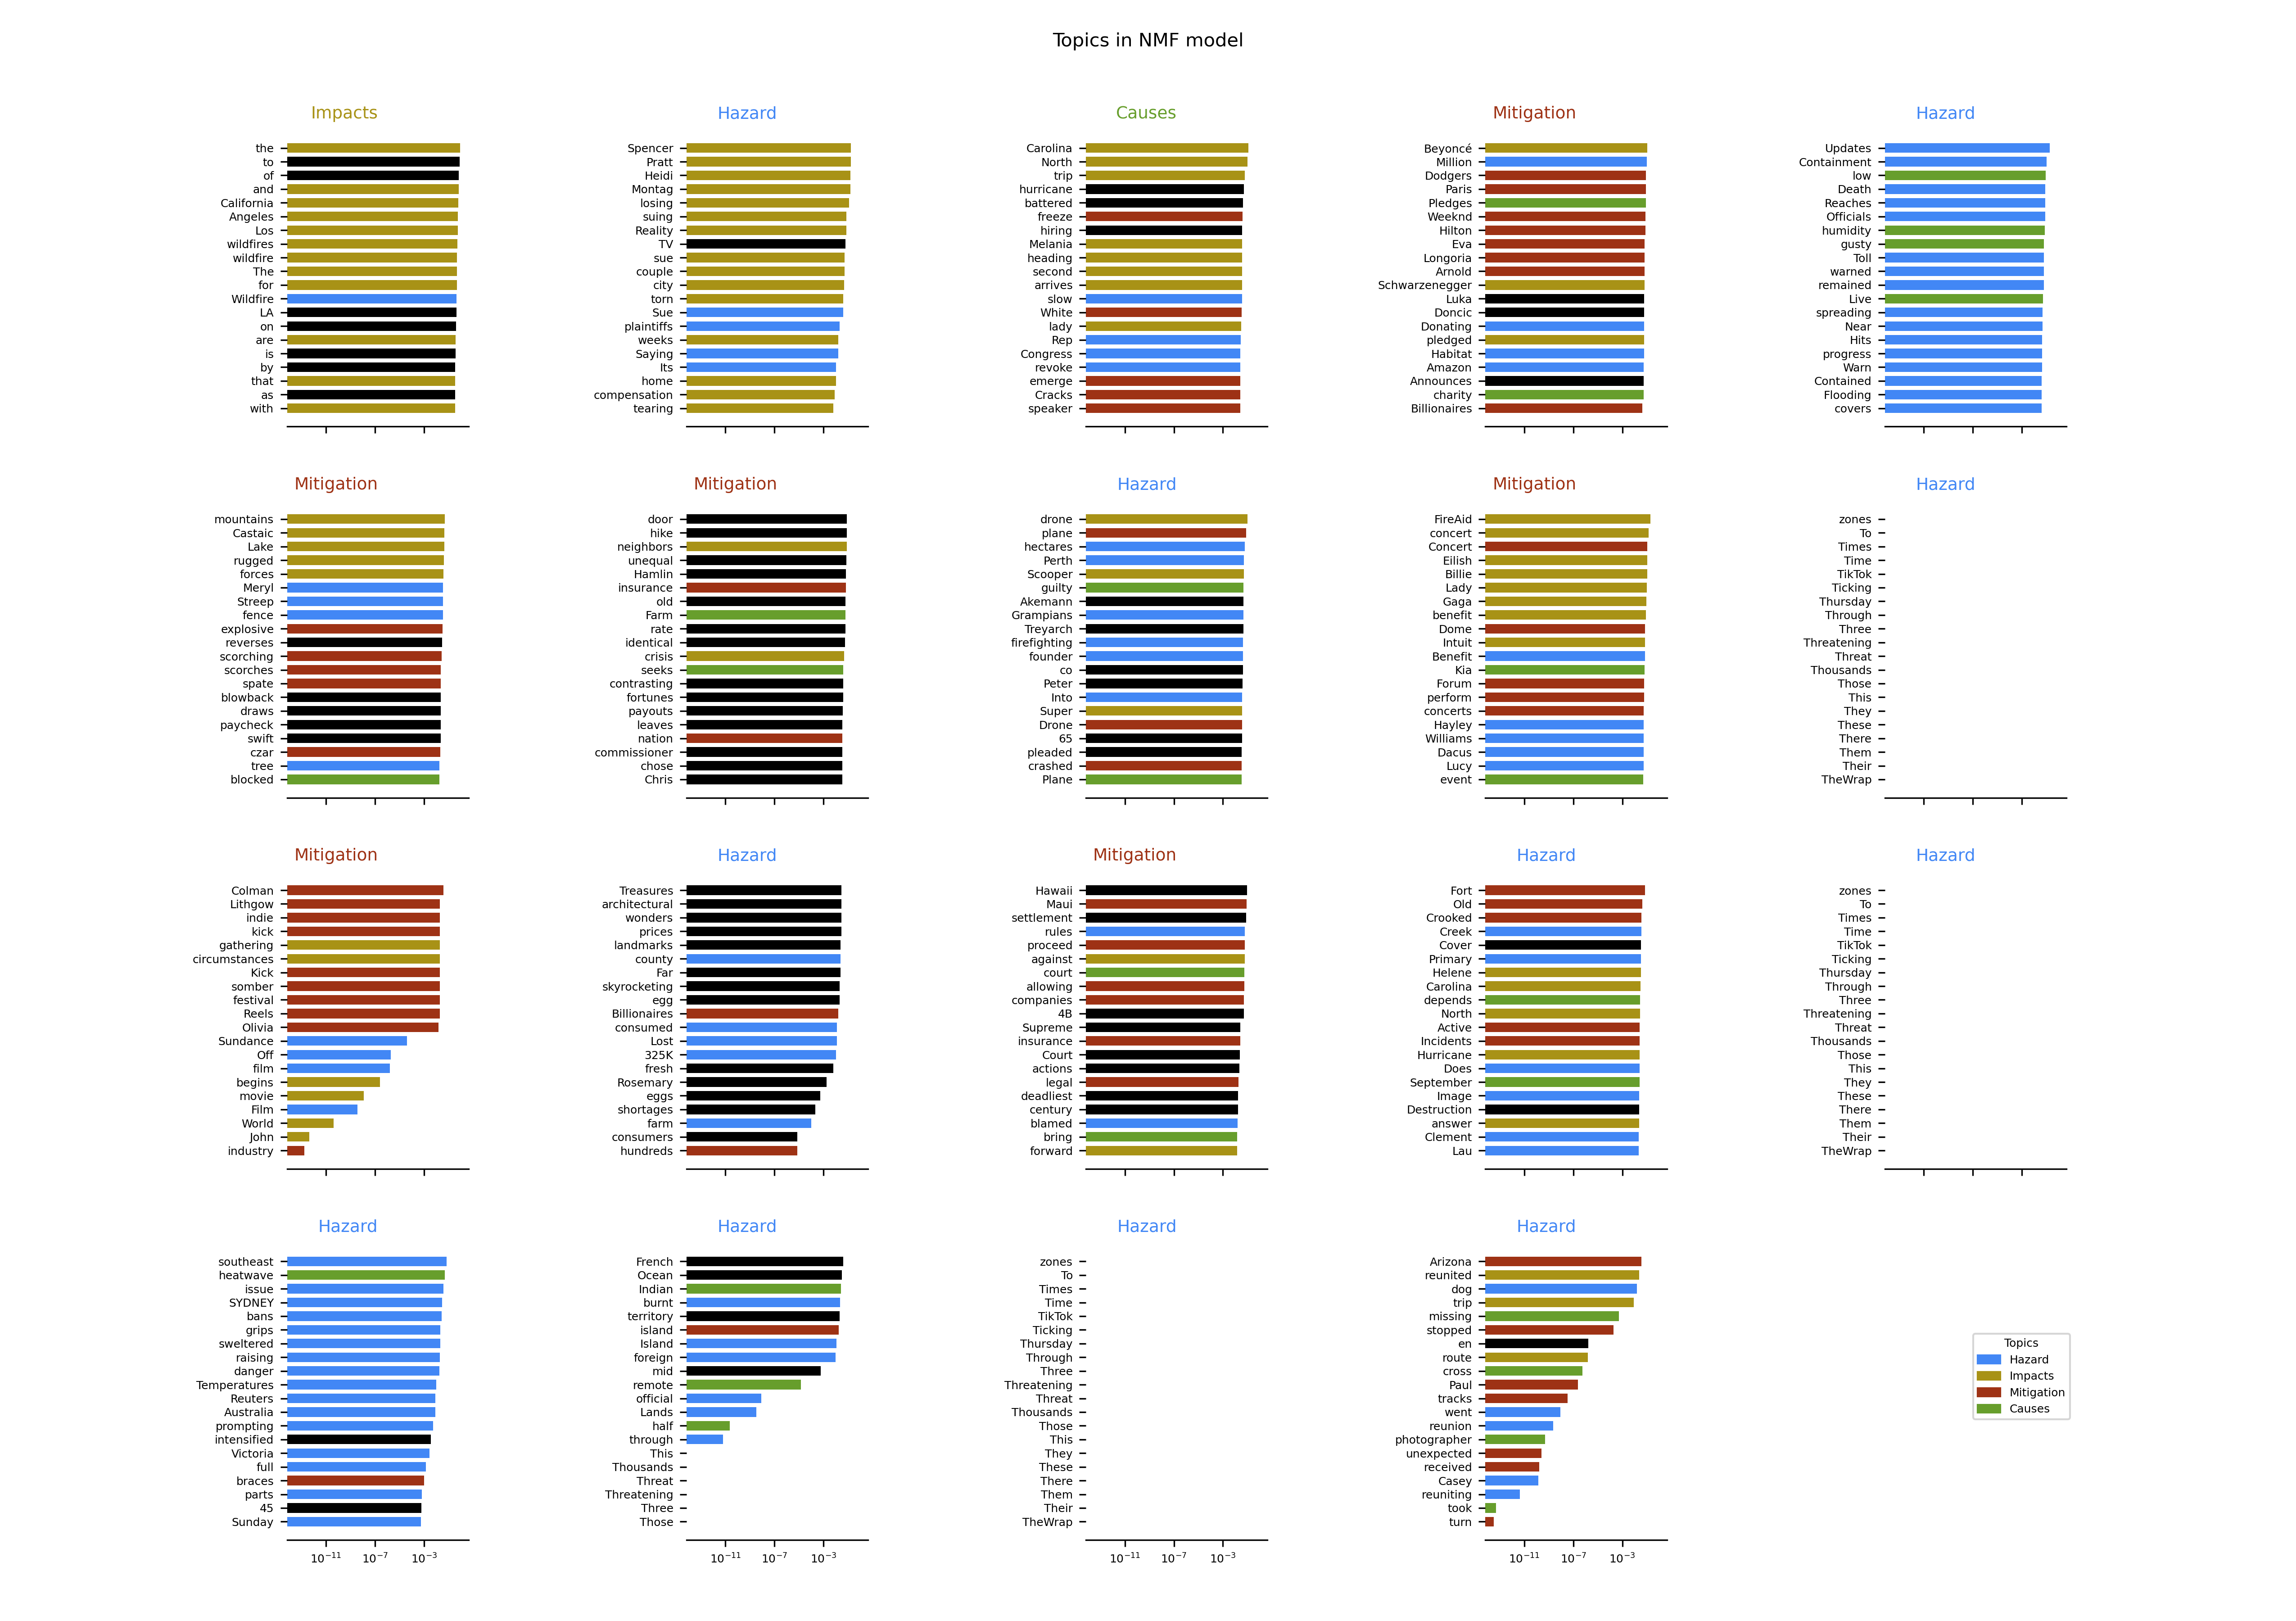 Topics in NMF model
Impacts
the
to
of
and
California
Angeles
Los
wildfires
wildfire
The
for
Wildfire
LA
on
are
is
by
that
as
with
Hazard
Spencer
Pratt
Heidi
Montag
losing
suing
Reality
TV
sue
couple
city
torn
Sue
plaintiffs
weeks
Saying
Its
home
compensation
tearing
Causes
Carolina
North
trip
hurricane
battered
freeze
hiring
Melania
heading
second
arrives
slow
White
lady
Rep
Congress
revoke
emerge
Cracks
speaker
Mitigation
Beyoncé
Million
Dodgers
Paris
Pledges
Weeknd
Hilton
Eva
Longoria
Arnold
Schwarzenegger
Luka
Doncic
Donating
pledged
Habitat
Amazon
Announces
charity
Billionaires
Hazard
Updates
Containment
low
Death
Reaches
Officials
humidity
gusty
Toll
warned
remained
Live
spreading
Near
Hits
progress
Warn
Contained
Flooding
covers
Mitigation
mountains
Castaic
Lake
rugged
forces
Meryl
Streep
fence
explosive
reverses
scorching
scorches
spate
blowback
draws
paycheck
swift
czar
tree
blocked
Mitigation
door
hike
neighbors
unequal
Hamlin
insurance
old
Farm
rate
identical
crisis
seeks
contrasting
fortunes
payouts
leaves
nation
commissioner
chose
Chris
Hazard
drone
plane
hectares
Perth
Scooper
guilty
Akemann
Grampians
Treyarch
firefighting
founder
co
Peter
Into
Super
Drone
65
pleaded
crashed
Plane
Mitigation
FireAid
concert
Concert
Eilish
Billie
Lady
Gaga
benefit
Dome
Intuit
Benefit
Kia
Forum
perform
concerts
Hayley
Williams
Dacus
Lucy
event
Hazard
zones
To
Times
Time
TikTok
Ticking
Thursday
Through
Three
Threatening
Threat
Thousands
Those
This
They
These
There
Them
Their
TheWrap
Mitigation
Colman
Lithgow
indie
kick
gathering
circumstances
Kick
somber
festival
Reels
Olivia
Sundance
Off
film
begins
movie
Film
World
John
industry
Hazard
Treasures
architectural
wonders
prices
landmarks
county
Far
skyrocketing
egg
Billionaires
consumed
Lost
325K
fresh
Rosemary
eggs
shortages
farm
consumers
hundreds
Mitigation
Hawaii
Maui
settlement
rules
proceed
against
court
allowing
companies
4B
Supreme
insurance
Court
actions
legal
deadliest
century
blamed
bring
forward
Hazard
Fort
Old
Crooked
Creek
Cover
Primary
Helene
Carolina
depends
North
Active
Incidents
Hurricane
Does
September
Image
Destruction
answer
Clement
Lau
Hazard
zones
To
Times
Time
TikTok
Ticking
Thursday
Through
Three
Threatening
Threat
Thousands
Those
This
They
These
There
Them
Their
TheWrap
Hazard
southeast
heatwave
issue
SYDNEY
bans
grips
sweltered
raising
danger
Temperatures
Reuters
Australia
prompting
intensified
Victoria
full
braces
parts
45
Sunday
10⁻¹¹ 10⁻⁷ 10⁻³
Hazard
French
Ocean
Indian
burnt
territory
island
Island
foreign
mid
remote
official
Lands
half
through
This
Thousands
Threat
Threatening
Three
Those
10⁻¹¹ 10⁻⁷ 10⁻³
Hazard
zones
To
Times
Time
TikTok
Ticking
Thursday
Through
Three
Threatening
Threat
Thousands
Those
This
They
These
There
Them
Their
TheWrap
10⁻¹¹ 10⁻⁷ 10⁻³
Hazard
Arizona
reunited
dog
trip
missing
stopped
en
route
cross
Paul
tracks
went
reunion
photographer
unexpected
received
Casey
reuniting
took
turn
10⁻¹¹ 10⁻⁷ 10⁻³
Topics
Hazard
Impacts
Mitigation
Causes